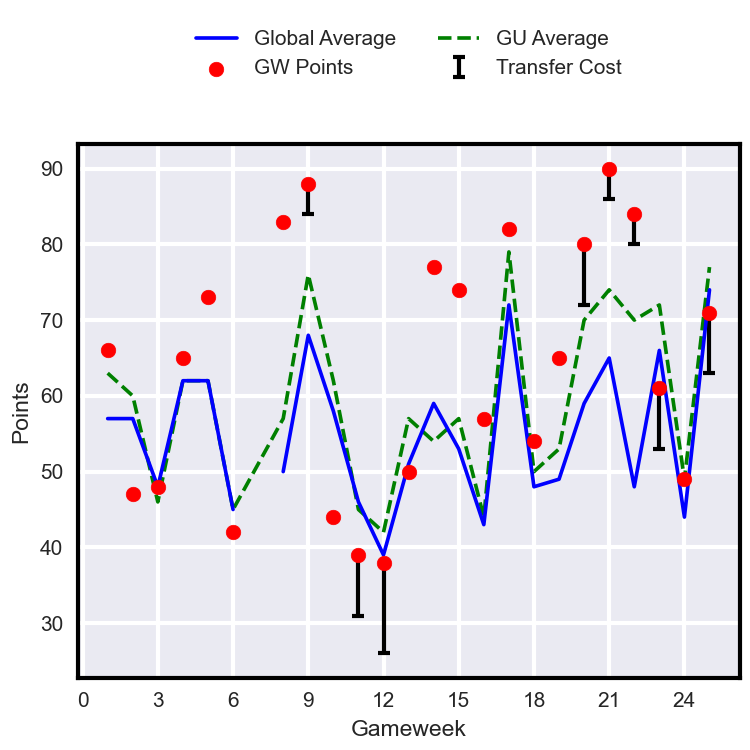 Global Average
GU Average
GW Points
Transfer Cost
90
80
70
60
50
40
30
Points
0 3 6 9 12 15 18 21 24
Gameweek